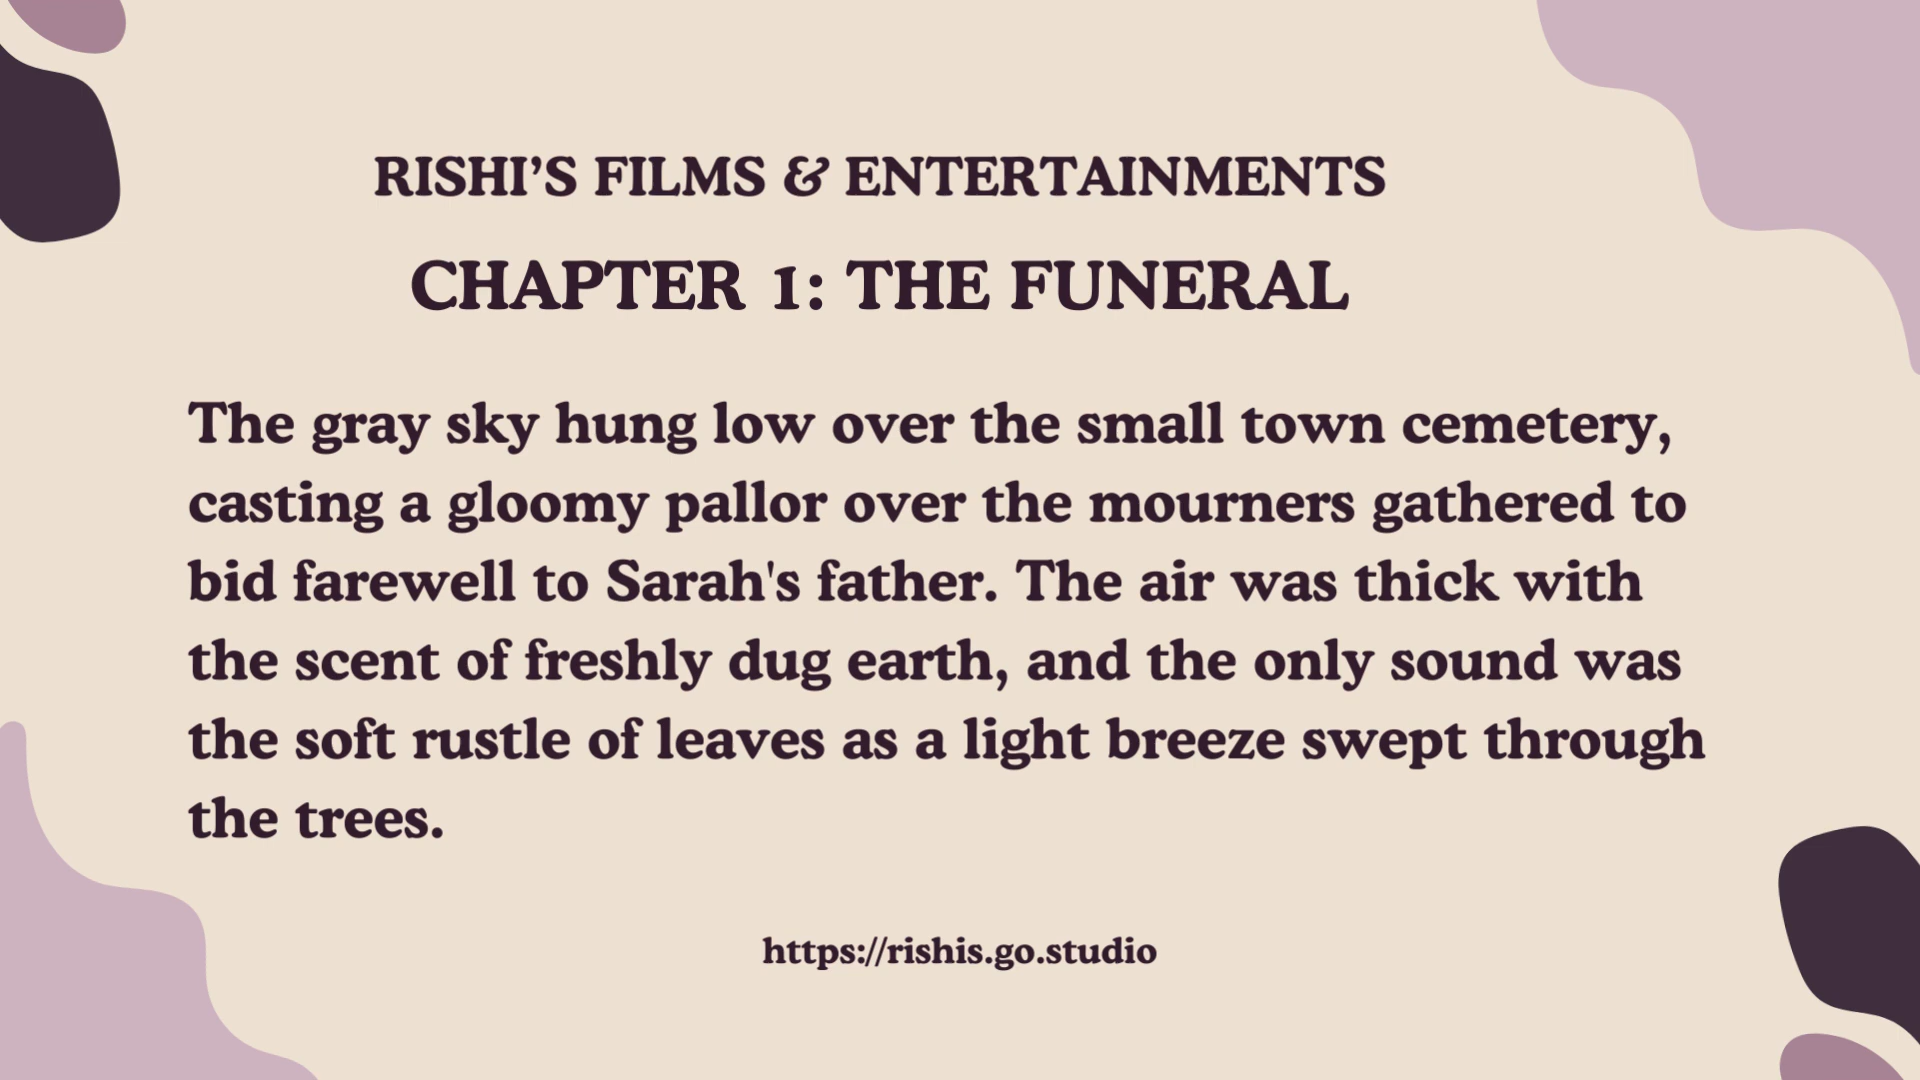 RISHI’S FILMS & ENTERTAINMENTS
CHAPTER 1: THE FUNERAL
The gray sky hung low over the small town cemetery,
casting a gloomy pallor over the mourners gathered to
bid farewell to Sarah's father. The air was thick with
the scent of freshly dug earth, and the only sound was
the soft rustle of leaves as a light breeze swept through
the trees.
https://rishis.go.studio